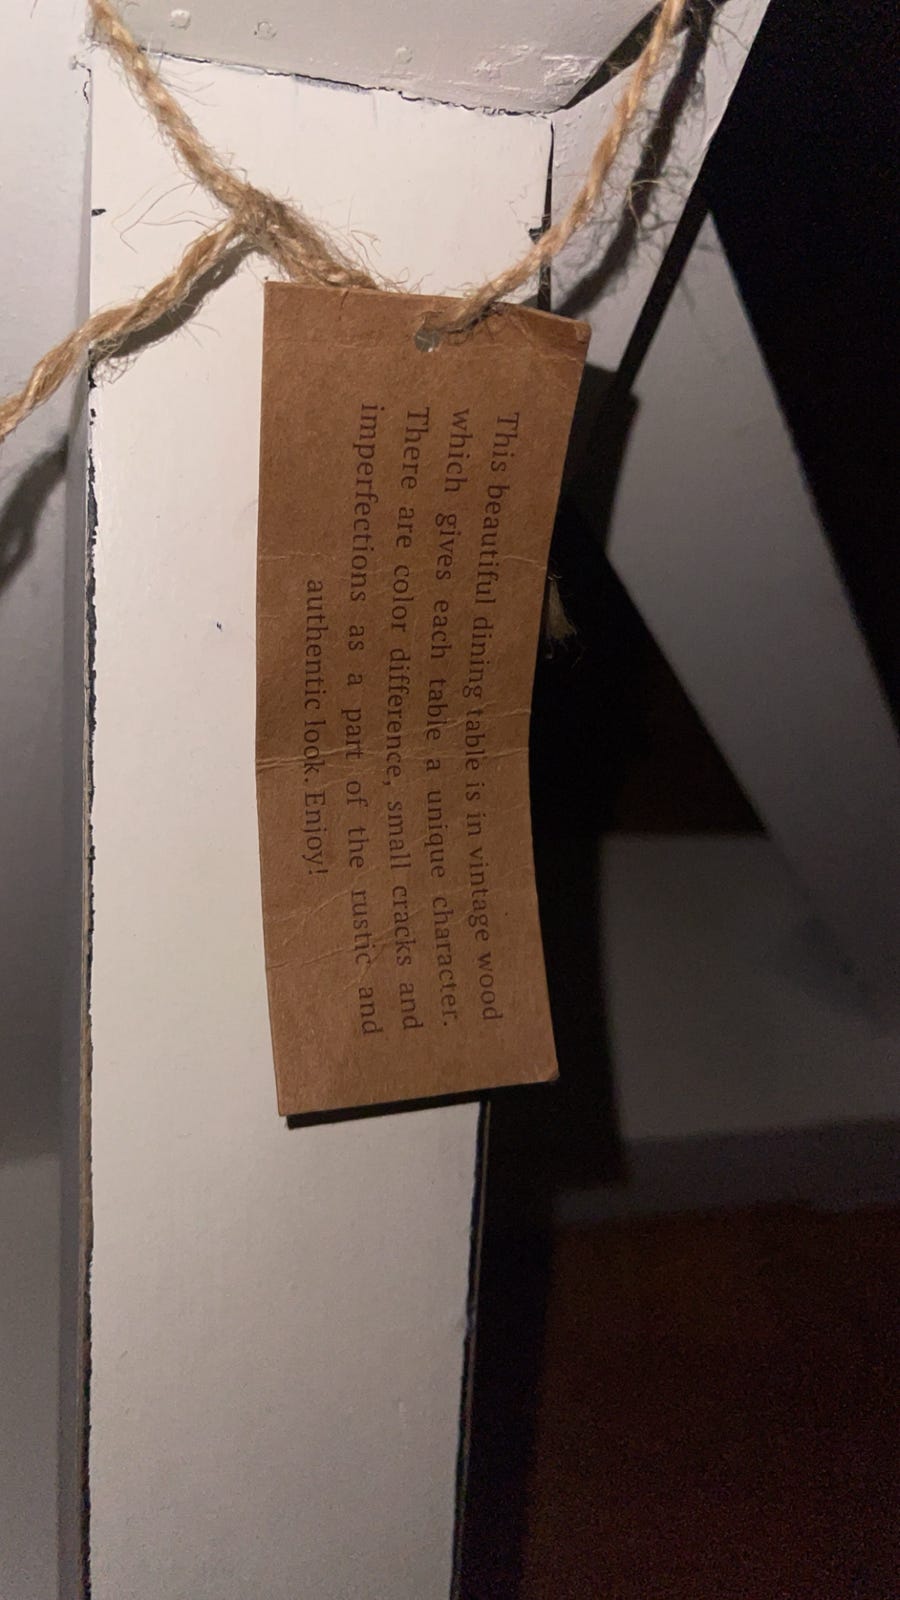 This beautiful dining table is in vintage wood
which gives each table a unique character.
There are color difference, small cracks and
imperfections as a part of the rustic and
authentic look. Enjoy!